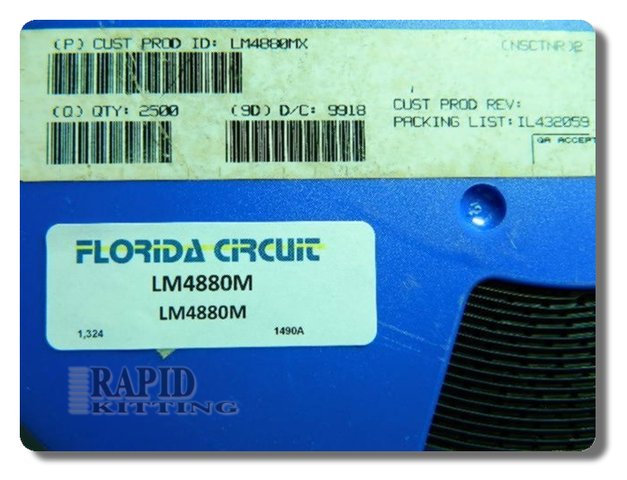 (P) CUST PROD ID: LM4880MX
(NSCTNR)2
(Q) QTY: 2500
(9D) D/C: 9918
CUST PROD REV:
PACKING LIST: IL432059
QA ACCEPT
FLORIDA CIRCUIT
LM4880M
LM4880M
1,324
1490A
RAPID
KITTING